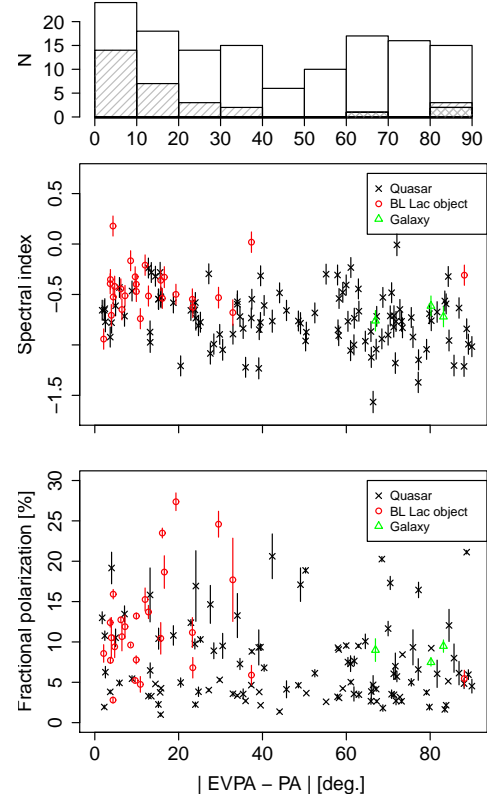 20
15
10
5
0
N
0 10 20 30 40 50 60 70 80 90
0.5
0.0
−0.5
−1.5
Spectral index
Quasar
BL Lac object
Galaxy
30
25
20
15
10
5
0
Fractional polarization [%]
Quasar
BL Lac object
Galaxy
0 20 40 60 80
| EVPA − PA | [deg.]